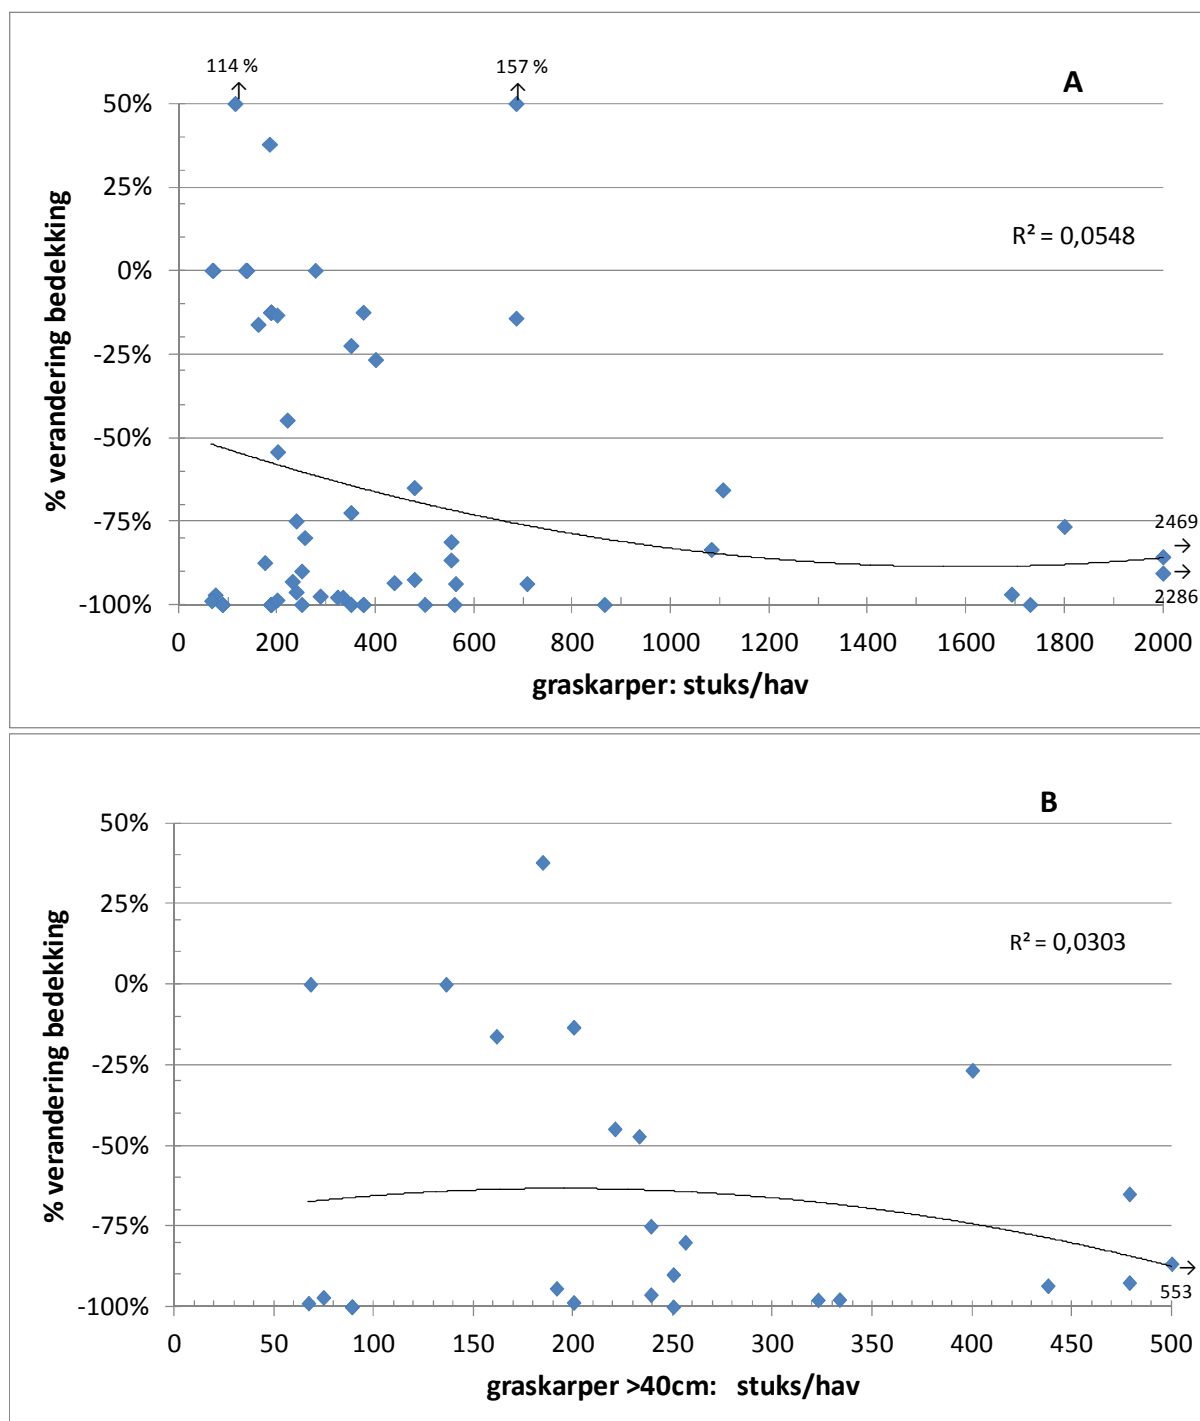 114 %
157 %
A
50%
25%
0%
-25%
-50%
-75%
-100%
% verandering bedekking
R² = 0,0548
2469
2286
0 200 400 600 800 1000 1200 1400 1600 1800 2000
graskarper: stuks/hav
B
50%
25%
0%
-25%
-50%
-75%
-100%
% verandering bedekking
R² = 0,0303
553
0 50 100 150 200 250 300 350 400 450 500
graskarper >40cm: stuks/hav